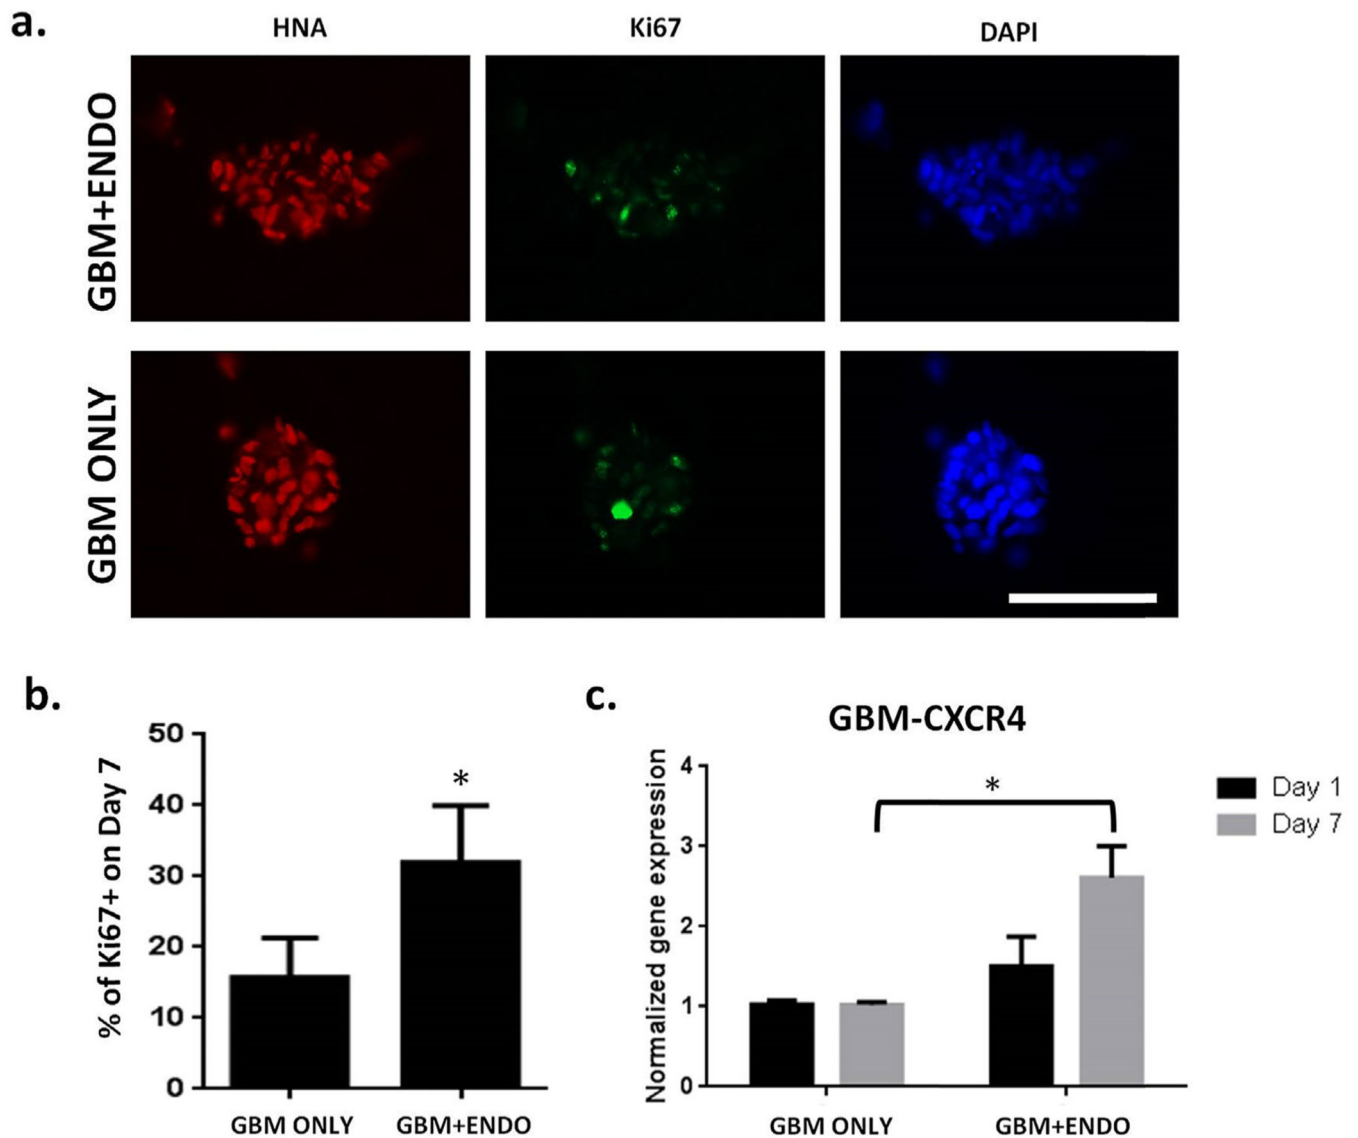 a.
HNA
Ki67
DAPI
GBM+ENDO
GBM ONLY
b.
% of Ki67+ on Day 7
50
40
30
20
10
0
*
GBM ONLY
GBM+ENDO
c.
GBM-CXCR4
Normalized gene expression
4
3
2
1
0
*
Day 1
Day 7
GBM ONLY
GBM+ENDO